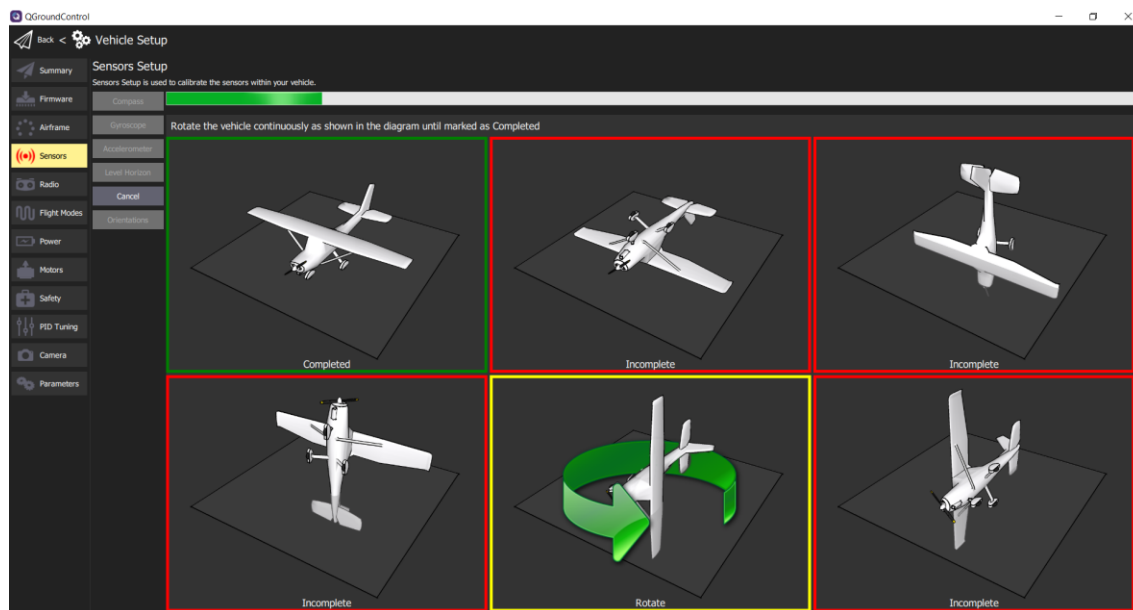 QGroundControl
Back < Vehicle Setup
Summary
Firmware
Airframe
Sensors
Radio
Flight Modes
Power
Motors
Safety
PID Tuning
Camera
Parameters
Sensors Setup
Sensors Setup is used to calibrate the sensors within your vehicle.
Compass
Gyroscope
Accelerometer
Level Horizon
Cancel
Orientations
Rotate the vehicle continuously as shown in the diagram until marked as Completed
Completed
Incomplete
Incomplete
Incomplete
Rotate
Incomplete